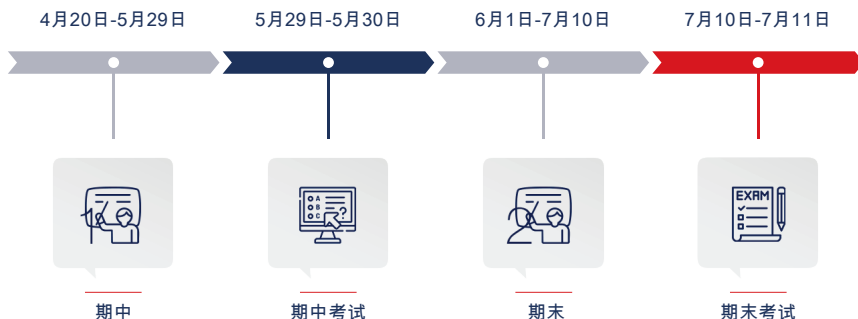 4月20日-5月29日
5月29日-5月30日
6月1日-7月10日
7月10日-7月11日
1
A
B
C
?
2
EXAM
期中
期中考试
期末
期末考试